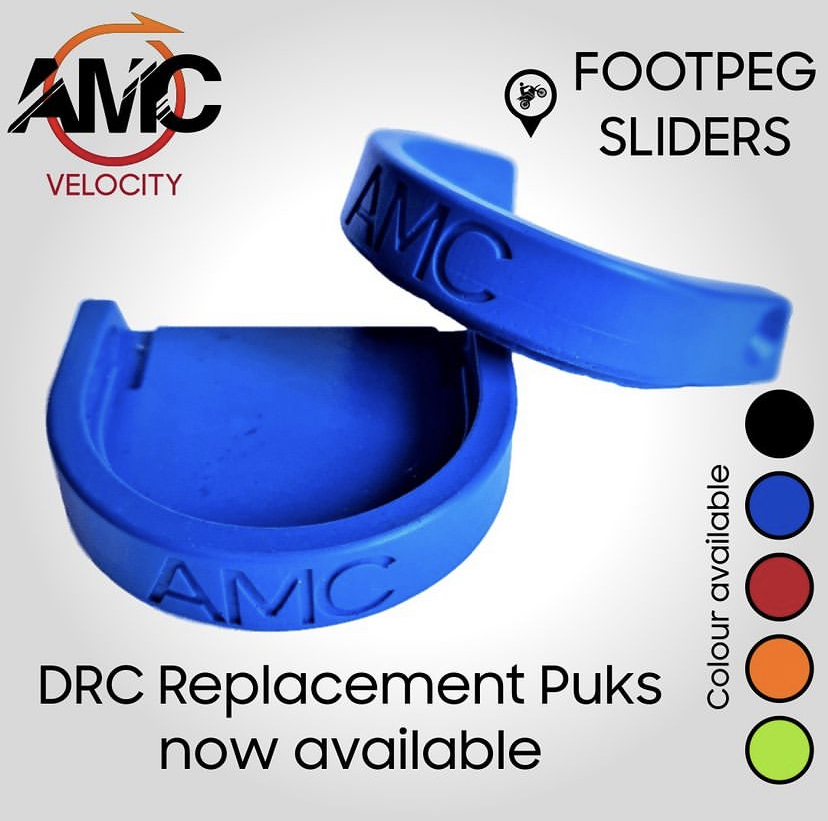 AMC
VELOCITY
FOOTPEG
SLIDERS
AMC
AMC
Colour available
DRC Replacement Puks
now available